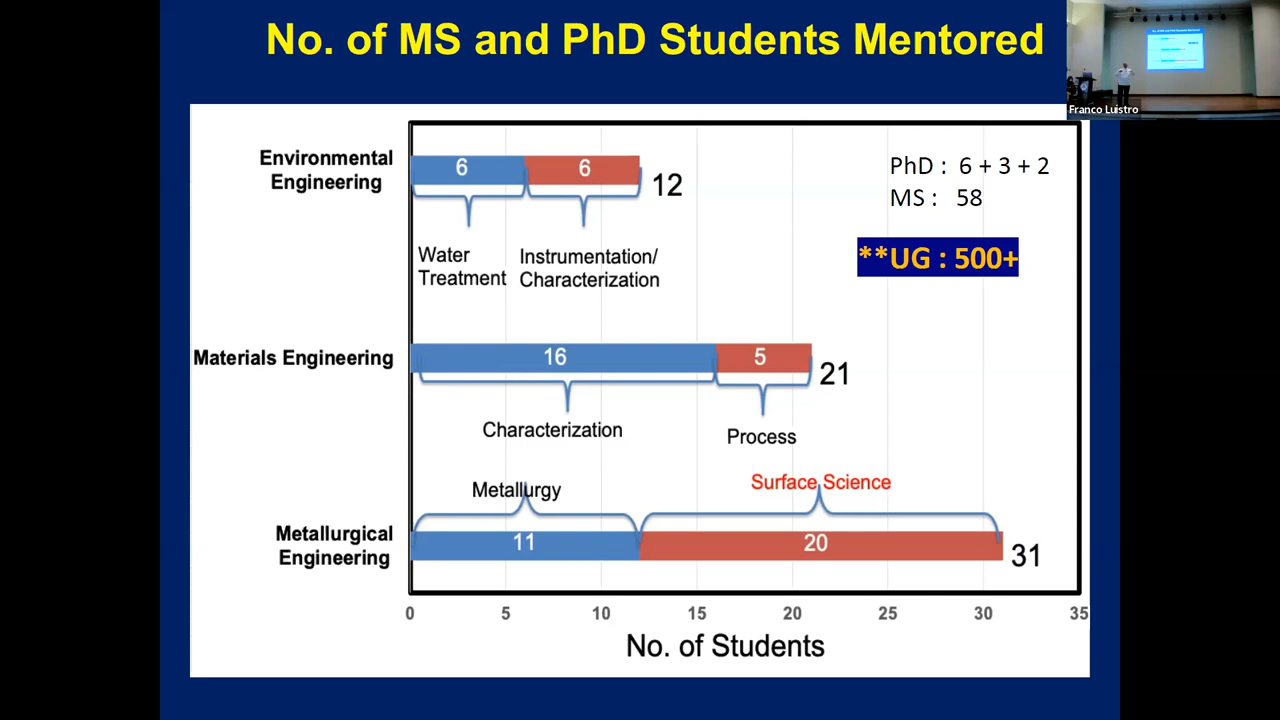 No. of MS and PhD Students Mentored
Franco Luistro
Environmental
Engineering
6
6
12
PhD : 6 + 3 + 2
MS : 58
**UG : 500+
Water
Treatment
Instrumentation/
Characterization
Materials Engineering
16
5
21
Characterization
Process
Metallurgy
Surface Science
Metallurgical
Engineering
11
20
31
0 5 10 15 20 25 30 35
No. of Students